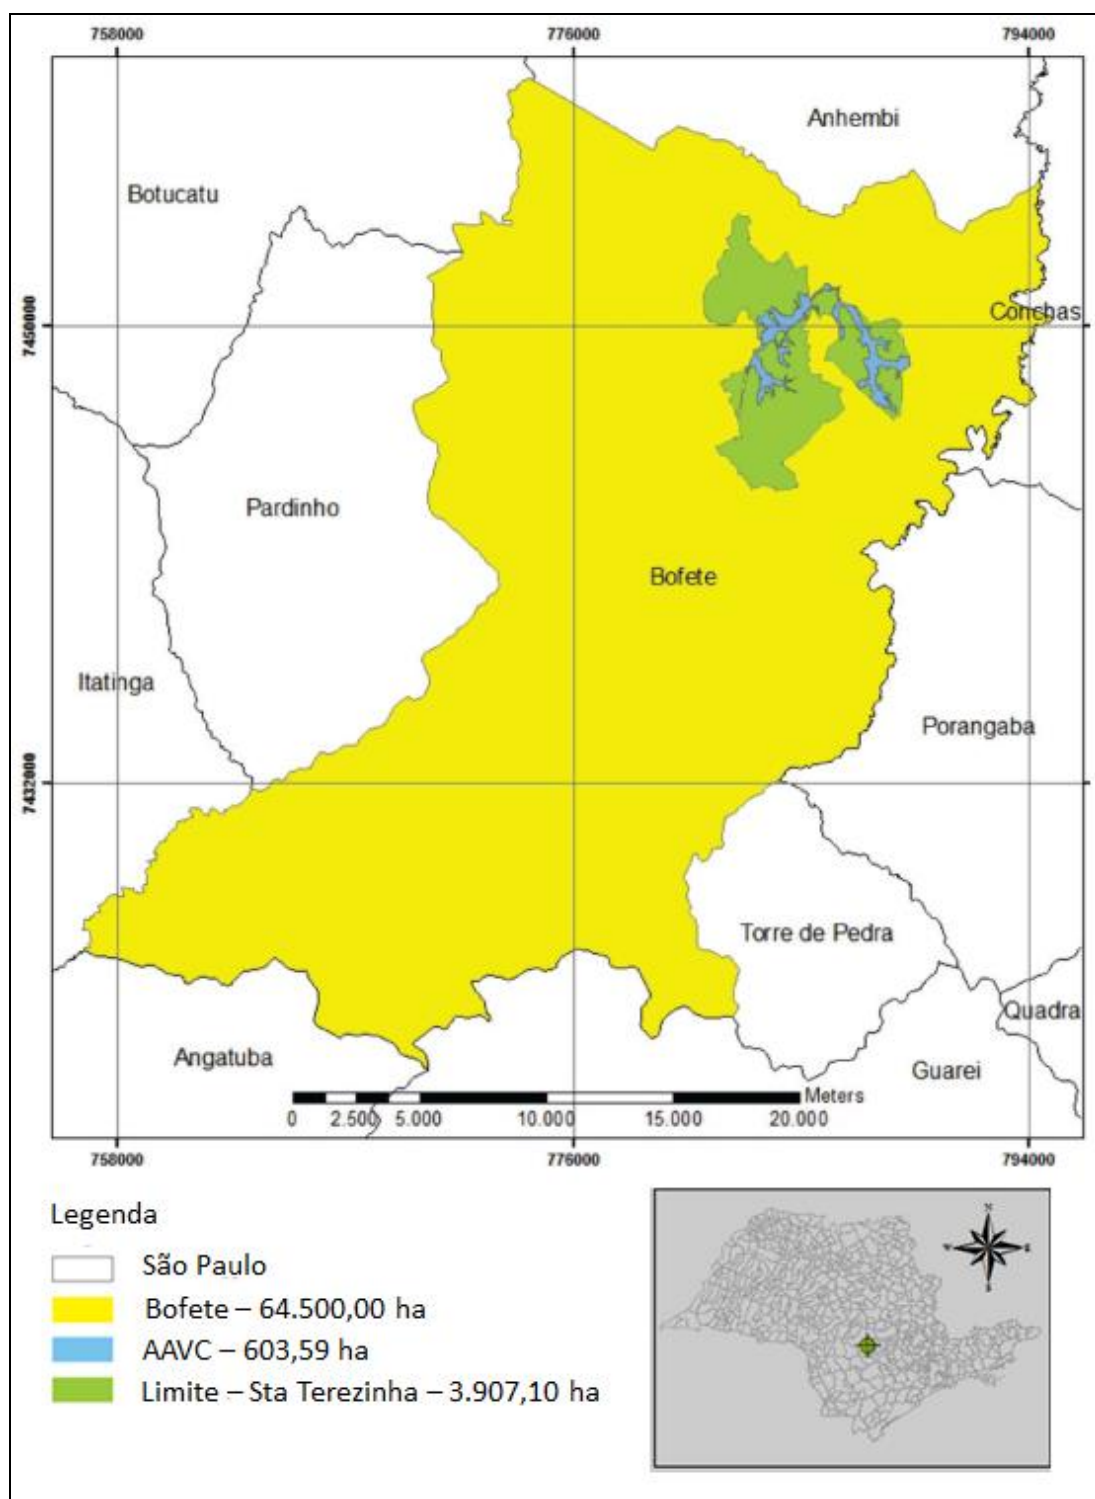 758000 776000 794000
Anhembi
Botucatu
7450000
Conchas
Pardinho
Bofete
Itatinga
Porangaba
7432000
Torre de Pedra
Quadra
Angatuba
Guarei
Meters
0 2.500 5.000 10.000 15.000 20.000
758000 776000 794000
Legenda
São Paulo
Bofete – 64.500,00 ha
AAVC – 603,59 ha
Limite – Sta Terezinha – 3.907,10 ha
N
W E
S